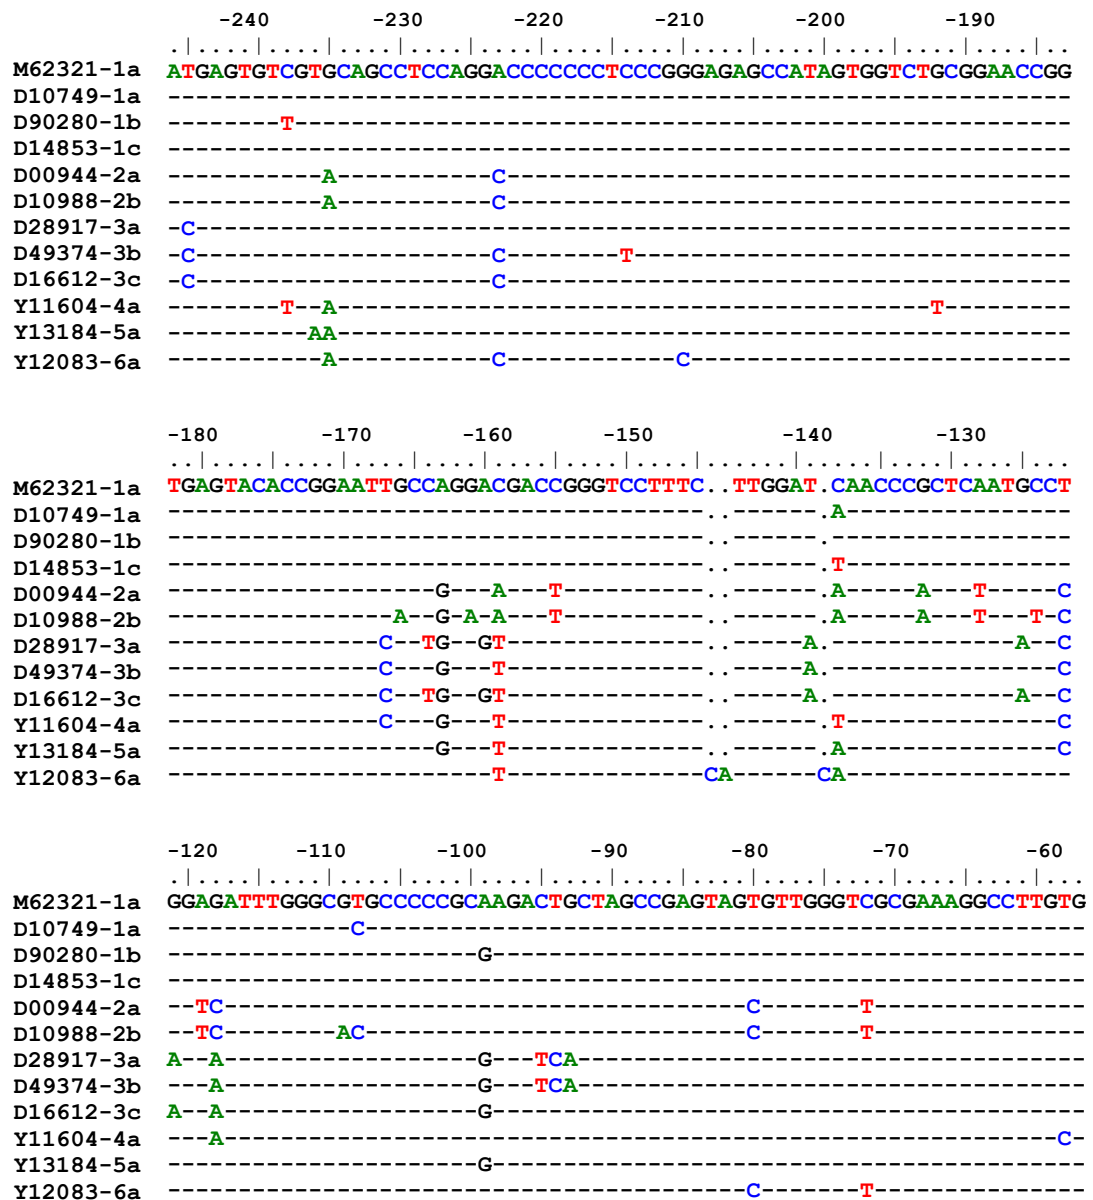 -240 -230 -220 -210 -200 -190
M62321-1a ATGAGTGTCGTGCAGCCTCCAGGACCCCCCCTCCCGGGAGAGCCATAGTGGTCTGCGGAACCGG
D10749-1a ----------------------------------------------------------------
D90280-1b --------T-------------------------------------------------------
D14853-1c ----------------------------------------------------------------
D00944-2a -----------A-----------C----------------------------------------
D10988-2b -----------A-----------C----------------------------------------
D28917-3a -C--------------------------------------------------------------
D49374-3b -C---------------------C--------T-------------------------------
D16612-3c -C---------------------C----------------------------------------
Y11604-4a --------T--A------------------------------------------T---------
Y13184-5a ----------AA----------------------------------------------------
Y12083-6a -----------A-----------C------------C---------------------------
-180 -170 -160 -150 -140 -130
M62321-1a TGAGTACACCGGAATTGCCAGGACGACCGGGTCCTTTC..TTGGAT.CAACCCGCTCAATGCCT
D10749-1a --------------------------------------..------.A----------------
D90280-1b --------------------------------------..------.-----------------
D14853-1c --------------------------------------..------.T----------------
D00944-2a -------------------G---A---T----------..------.A-----A---T-----C
D10988-2b ----------------A--G-A-A---T----------..------.A-----A---T---T-C
D28917-3a ---------------C--TG--GT--------------..-----A.-------------A--C
D49374-3b ---------------C---G---T--------------..-----A.----------------C
D16612-3c ---------------C--TG--GT--------------..-----A.-------------A--C
Y11604-4a ---------------C---G---T--------------..------.T---------------C
Y13184-5a -------------------G---T--------------..------.A---------------C
Y12083-6a -----------------------T--------------CA------CA----------------
-120 -110 -100 -90 -80 -70 -60
M62321-1a GGAGATTTGGGCGTGCCCCCGCAAGACTGCTAGCCGAGTAGTGTTGGGTCGCGAAAGGCCTTGTG
D10749-1a -------------C---------------------------------------------------
D90280-1b ----------------------G------------------------------------------
D14853-1c -----------------------------------------------------------------
D00944-2a --TC-------------------------------------C-------T---------------
D10988-2b --TC--------AC---------------------------C-------T---------------
D28917-3a A--A------------------G---TCA------------------------------------
D49374-3b ---A------------------G---TCA------------------------------------
D16612-3c A--A------------------G------------------------------------------
Y11604-4a ---A-----------------------------------------------------------C-
Y13184-5a ----------------------G------------------------------------------
Y12083-6a -----------------------------------------C-------T---------------